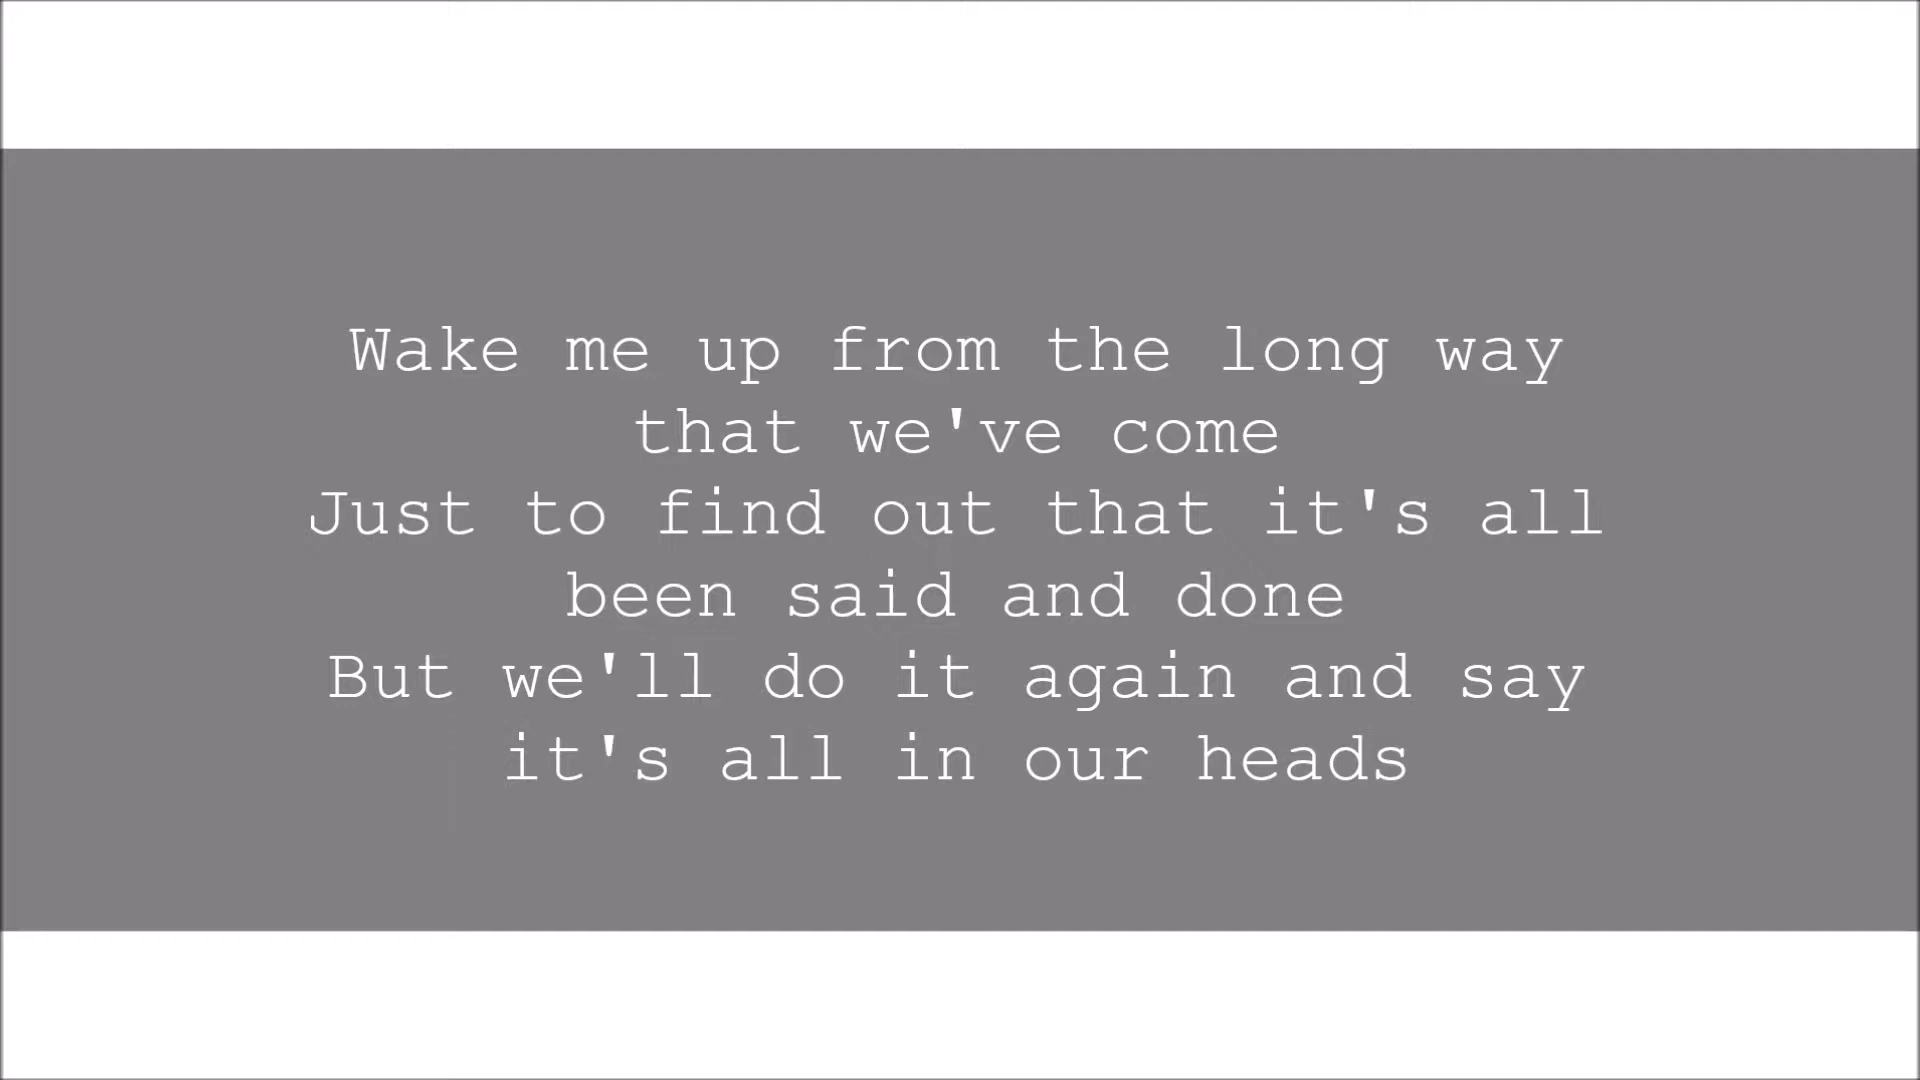 Wake me up from the long way
that we've come
Just to find out that it's all
been said and done
But we'll do it again and say
it's all in our heads